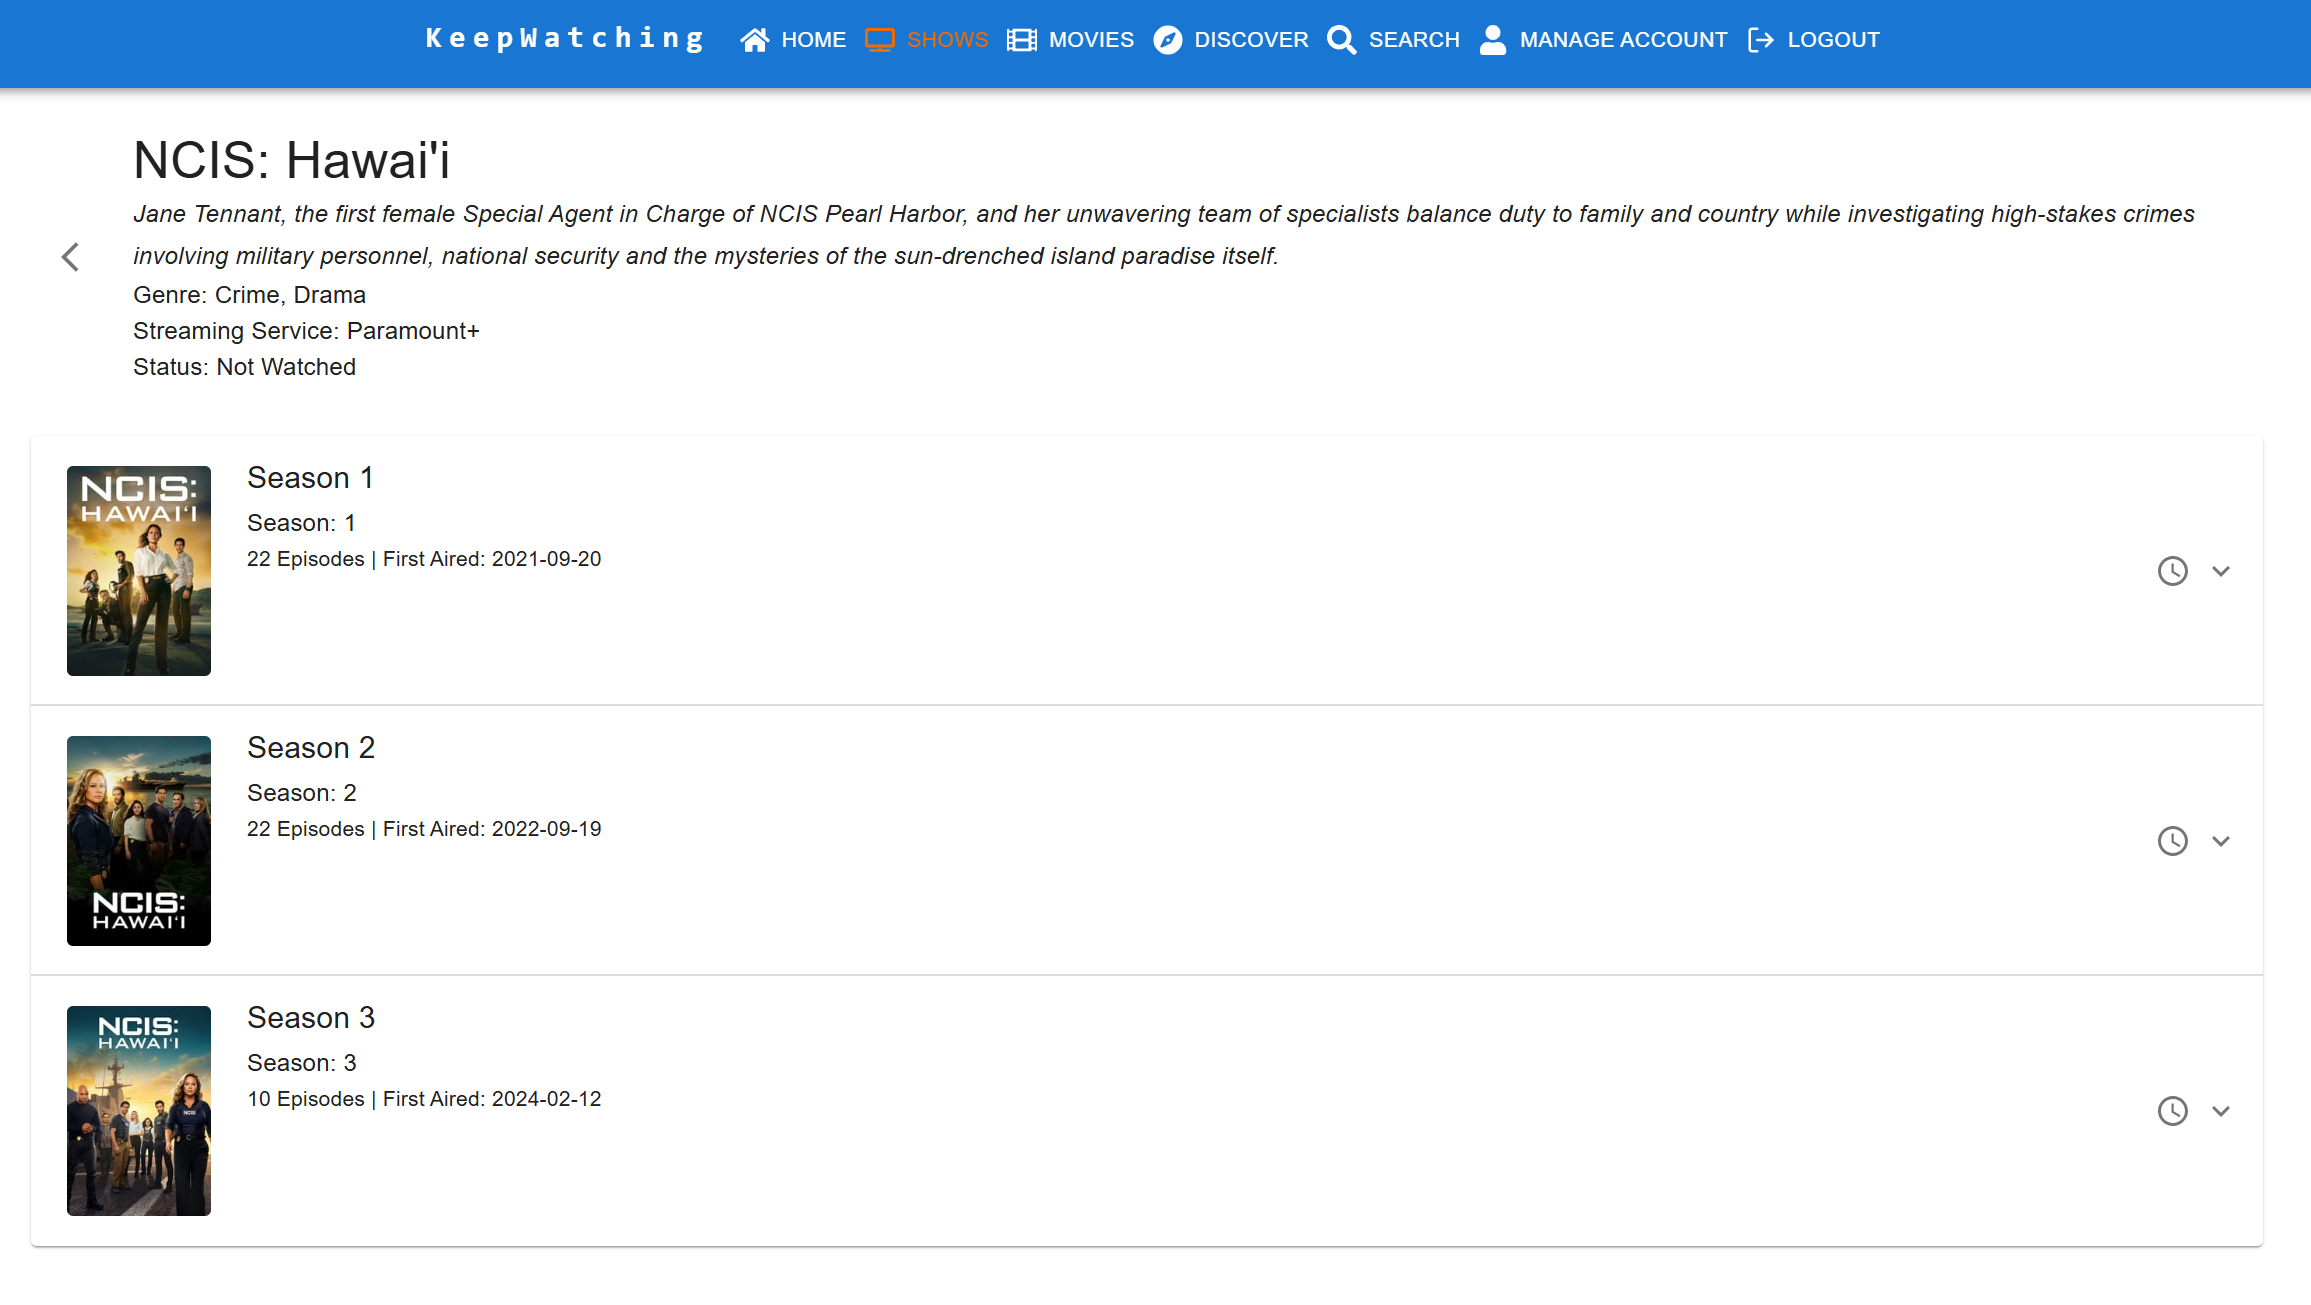 KeepWatching HOME SHOWS MOVIES DISCOVER SEARCH MANAGE ACCOUNT LOGOUT
NCIS: Hawai'i
Jane Tennant, the first female Special Agent in Charge of NCIS Pearl Harbor, and her unwavering team of specialists balance duty to family and country while investigating high-stakes crimes
involving military personnel, national security and the mysteries of the sun-drenched island paradise itself.
Genre: Crime, Drama
Streaming Service: Paramount+
Status: Not Watched
NCIS:
HAWAI‘I
Season 1
Season: 1
22 Episodes | First Aired: 2021-09-20
NCIS:
HAWAI‘I
Season 2
Season: 2
22 Episodes | First Aired: 2022-09-19
NCIS:
HAWAI‘I
NCIS
Season 3
Season: 3
10 Episodes | First Aired: 2024-02-12